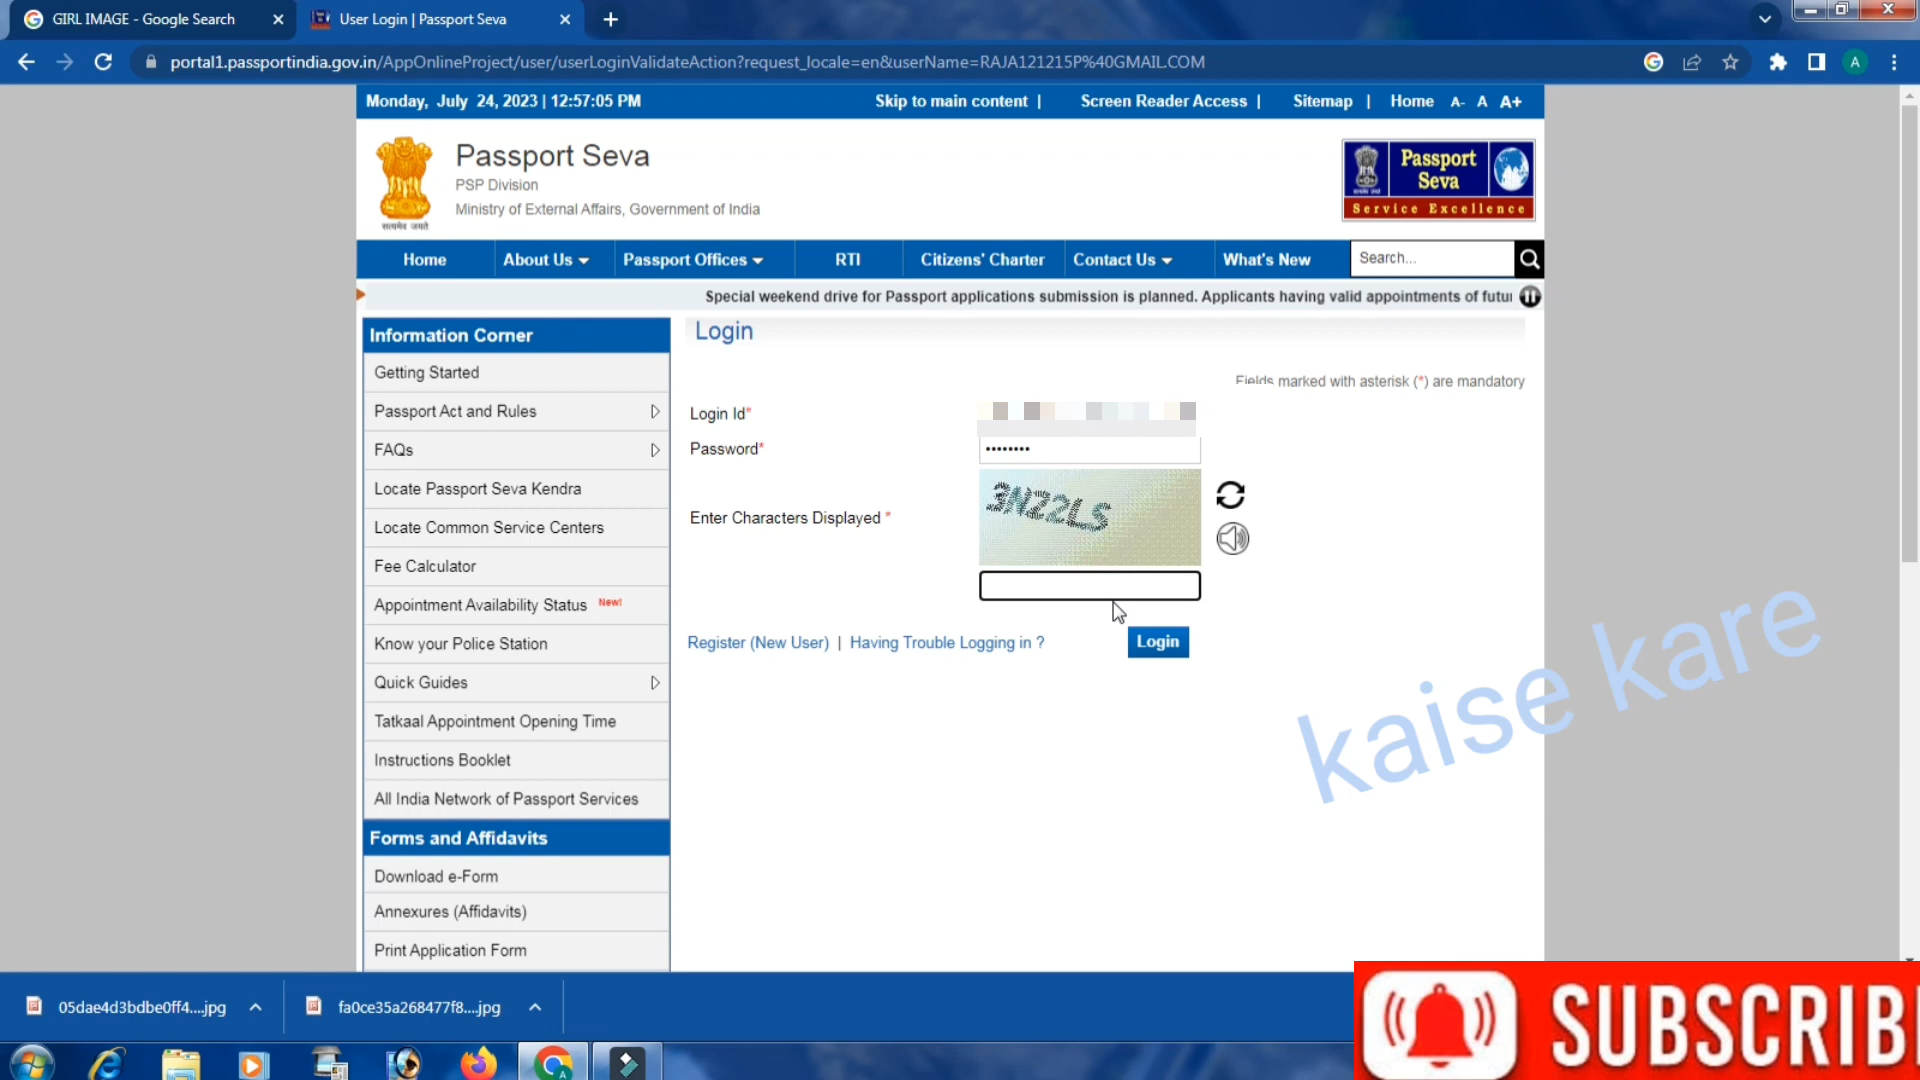 GIRL IMAGE - Google Search
User Login | Passport Seva
portal1.passportindia.gov.in/AppOnlineProject/user/userLoginValidateAction?request_locale=en&userName=RAJA121215P%40GMAIL.COM
A
Monday, July 24, 2023 | 12:57:05 PM
Skip to main content |
Screen Reader Access |
Sitemap |
Home
A- A A+
Passport Seva
PSP Division
Ministry of External Affairs, Government of India
सत्यमेव जयते
Passport Seva
Service Excellence
Home
About Us
Passport Offices
RTI
Citizens' Charter
Contact Us
What's New
Search...
Special weekend drive for Passport applications submission is planned. Applicants having valid appointments of futu
Information Corner
Getting Started
Passport Act and Rules
FAQs
Locate Passport Seva Kendra
Locate Common Service Centers
Fee Calculator
Appointment Availability Status New!
Know your Police Station
Quick Guides
Tatkaal Appointment Opening Time
Instructions Booklet
All India Network of Passport Services
Forms and Affidavits
Download e-Form
Annexures (Affidavits)
Print Application Form
Login
Fields marked with asterisk (*) are mandatory
Login Id*
Password*
••••••••
Enter Characters Displayed *
3N22LS
Register (New User) | Having Trouble Logging in ?
Login
kaise kare
05dae4d3bdbe0ff4....jpg
fa0ce35a268477f8....jpg
SUBSCRIB